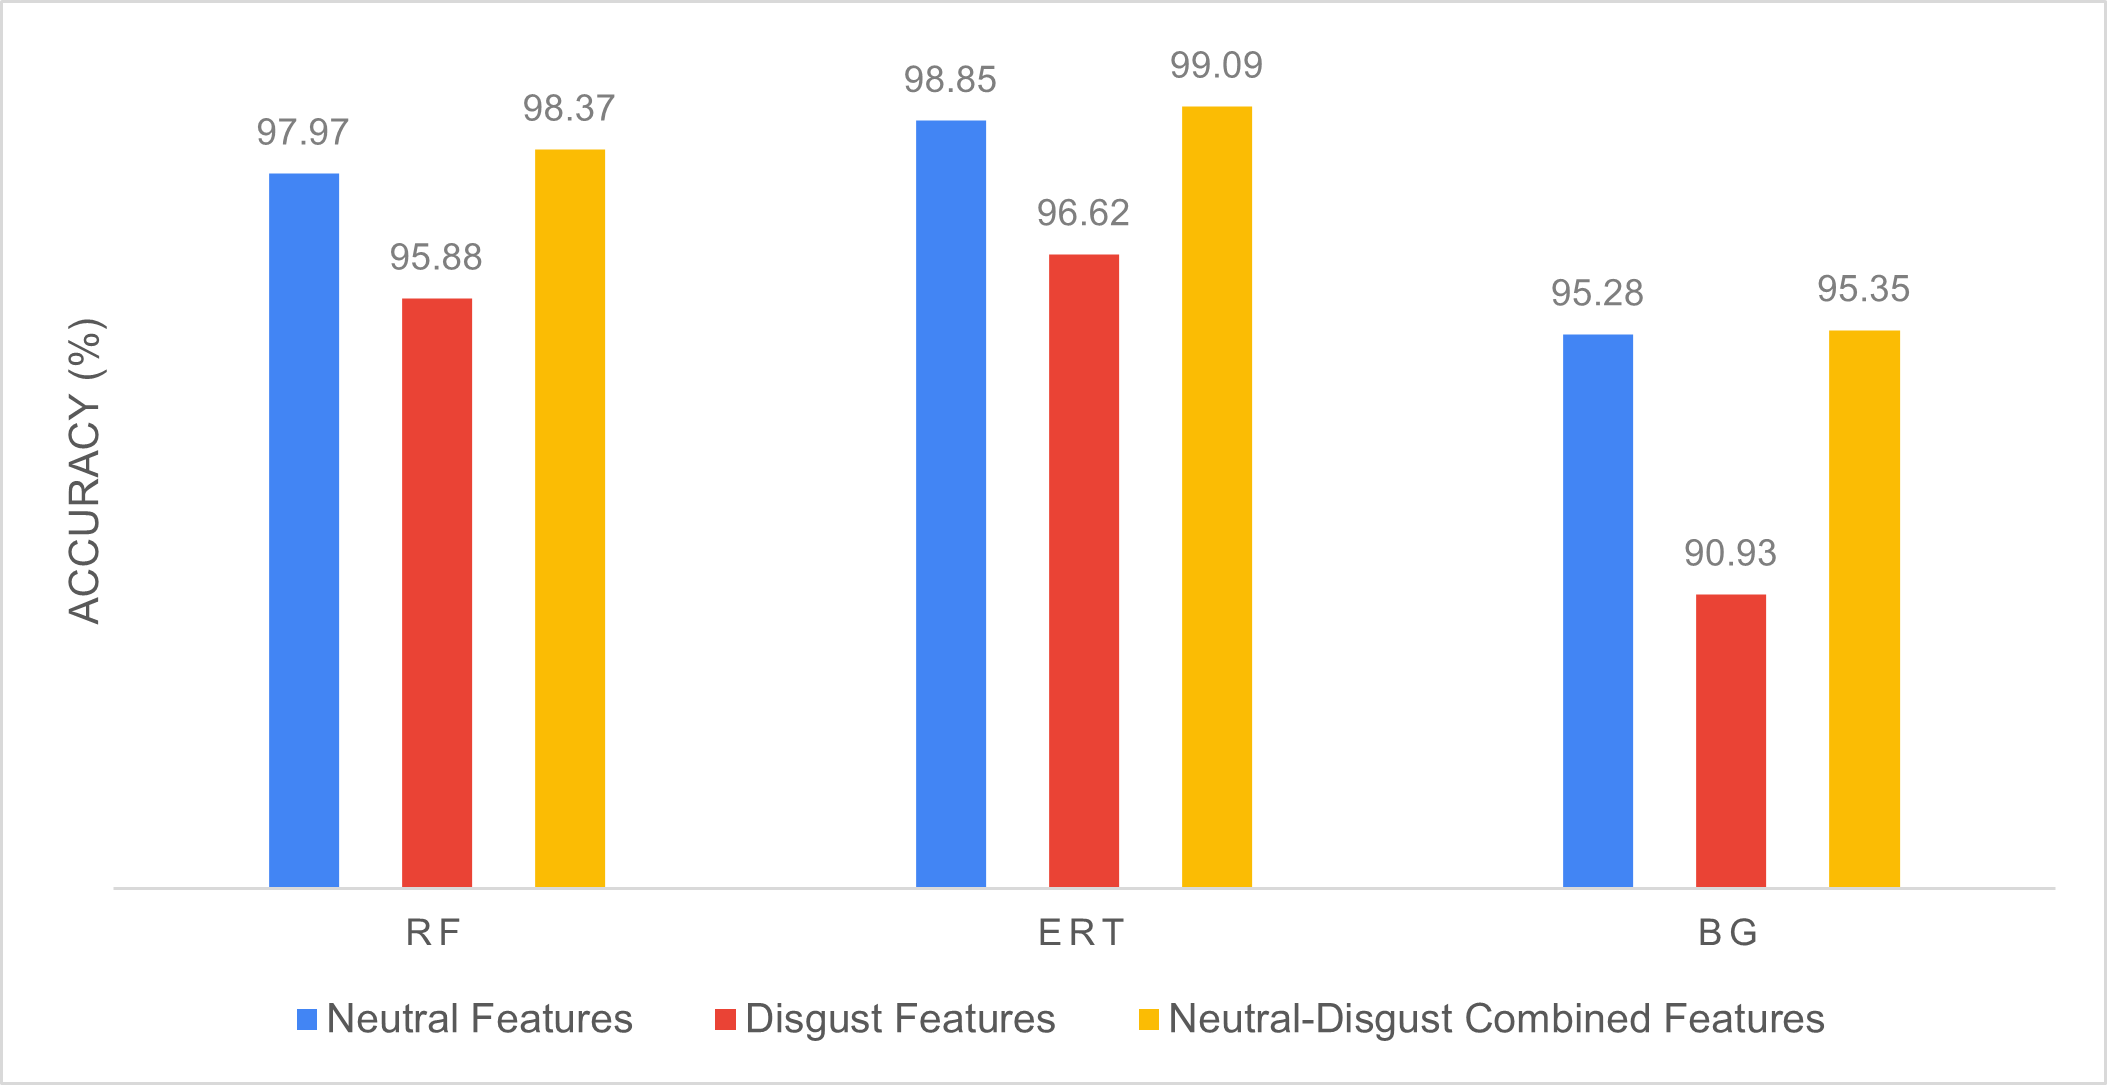 ACCURACY (%)
97.97
95.88
98.37
98.85
96.62
99.09
95.28
90.93
95.35
RF
ERT
BG
Neutral Features
Disgust Features
Neutral-Disgust Combined Features